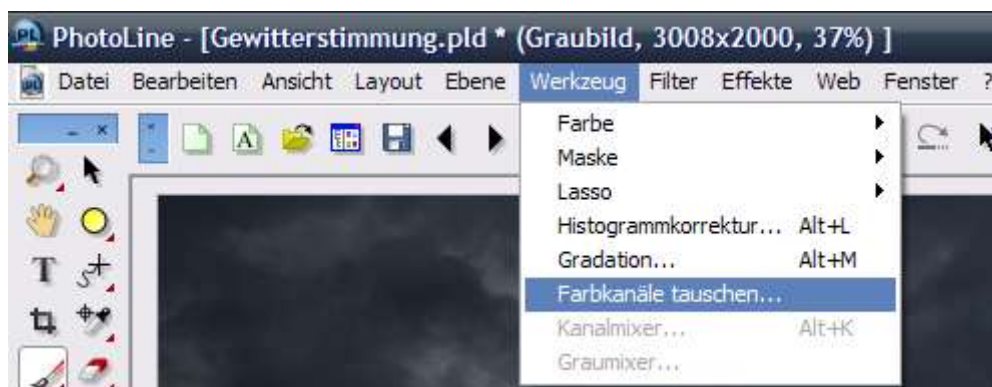 PhotoLine - [Gewitterstimmung.pld * (Graubild, 3008x2000, 37%) ]
Datei Bearbeiten Ansicht Layout Ebene Werkzeug Filter Effekte Web Fenster ?
Farbe
Maske
Lasso
Histogrammkorrektur... Alt+L
Gradation... Alt+M
Farbkanäle tauschen...
Kanalmixer... Alt+K
Graumixer...